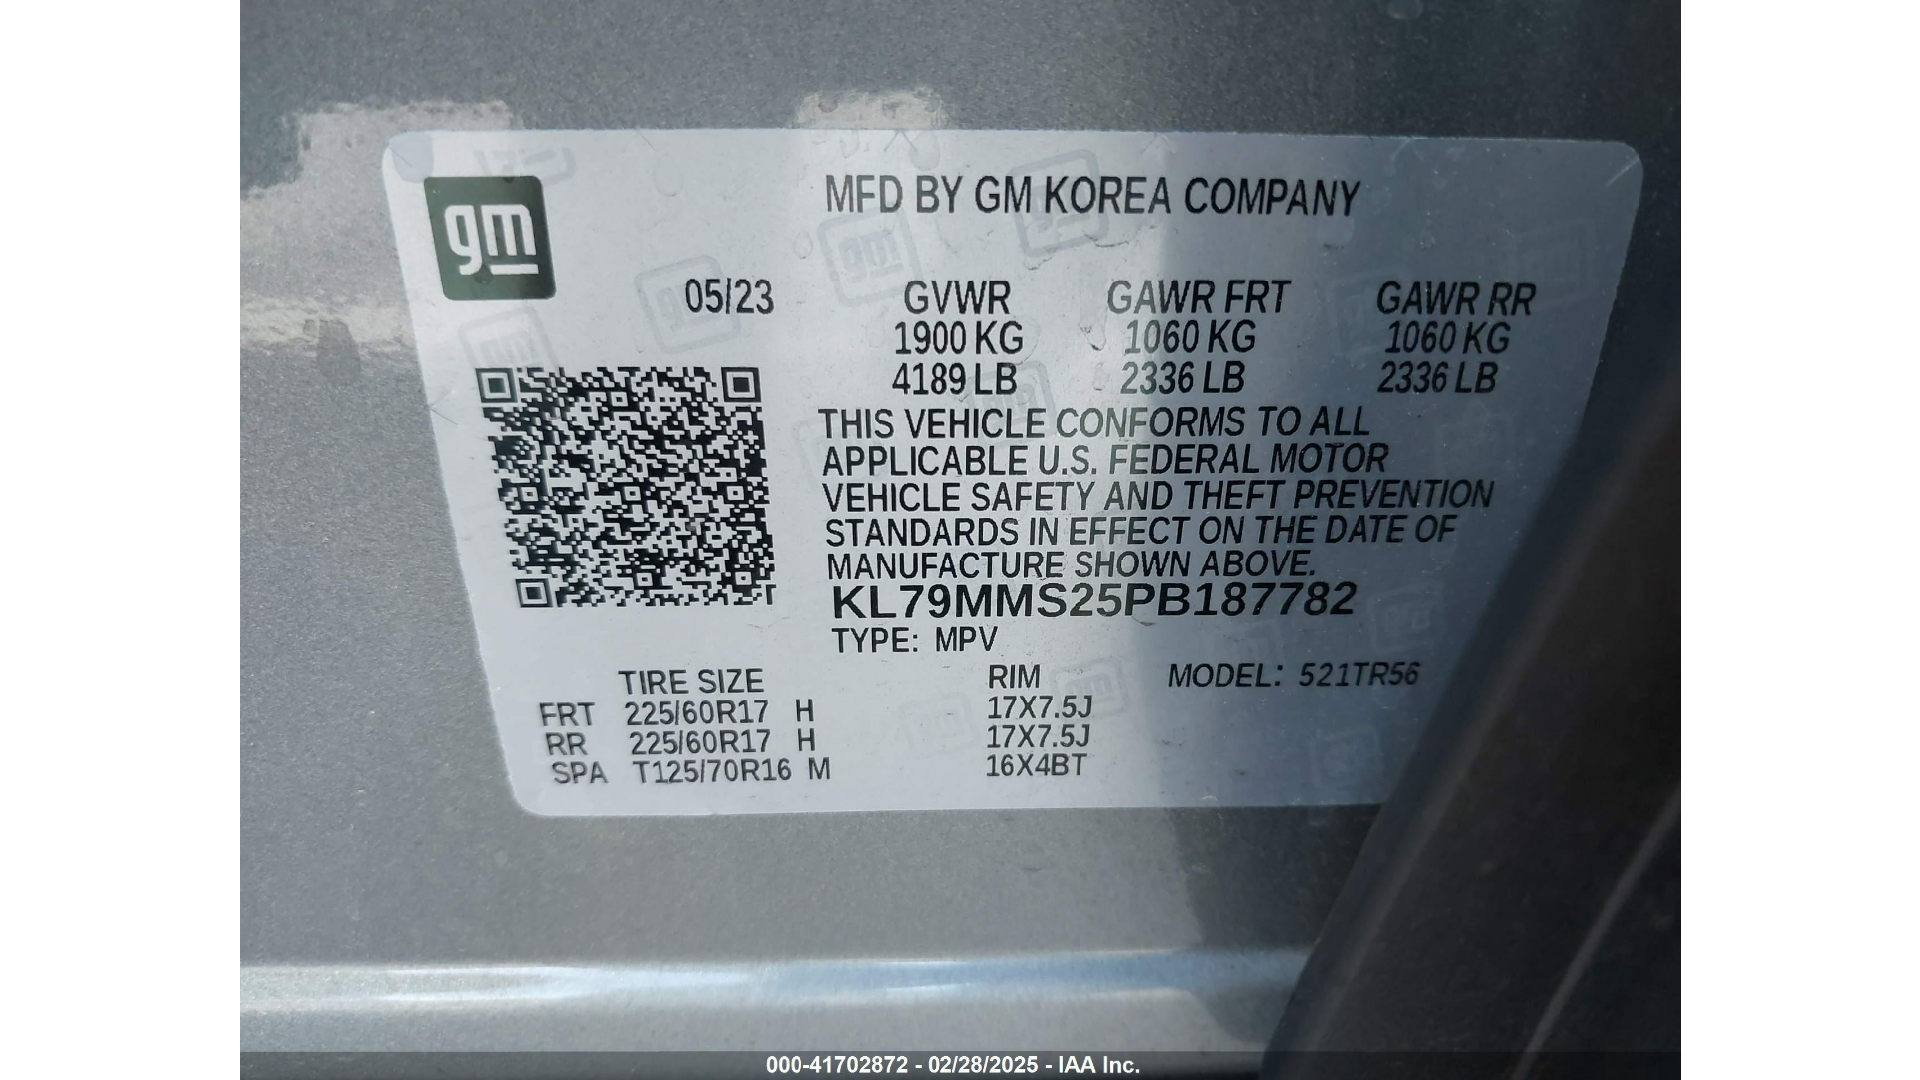 gm
MFD BY GM KOREA COMPANY
05/23 GVWR GAWR FRT GAWR RR
1900 KG 1060 KG 1060 KG
4189 LB 2336 LB 2336 LB
THIS VEHICLE CONFORMS TO ALL
APPLICABLE U.S. FEDERAL MOTOR
VEHICLE SAFETY AND THEFT PREVENTION
STANDARDS IN EFFECT ON THE DATE OF
MANUFACTURE SHOWN ABOVE.
KL79MMS25PB187782
TYPE: MPV
TIRE SIZE RIM MODEL: 521TR56
FRT 225/60R17 H 17X7.5J
RR 225/60R17 H 17X7.5J
SPA T125/70R16 M 16X4BT
000-41702872 - 02/28/2025 - IAA Inc.